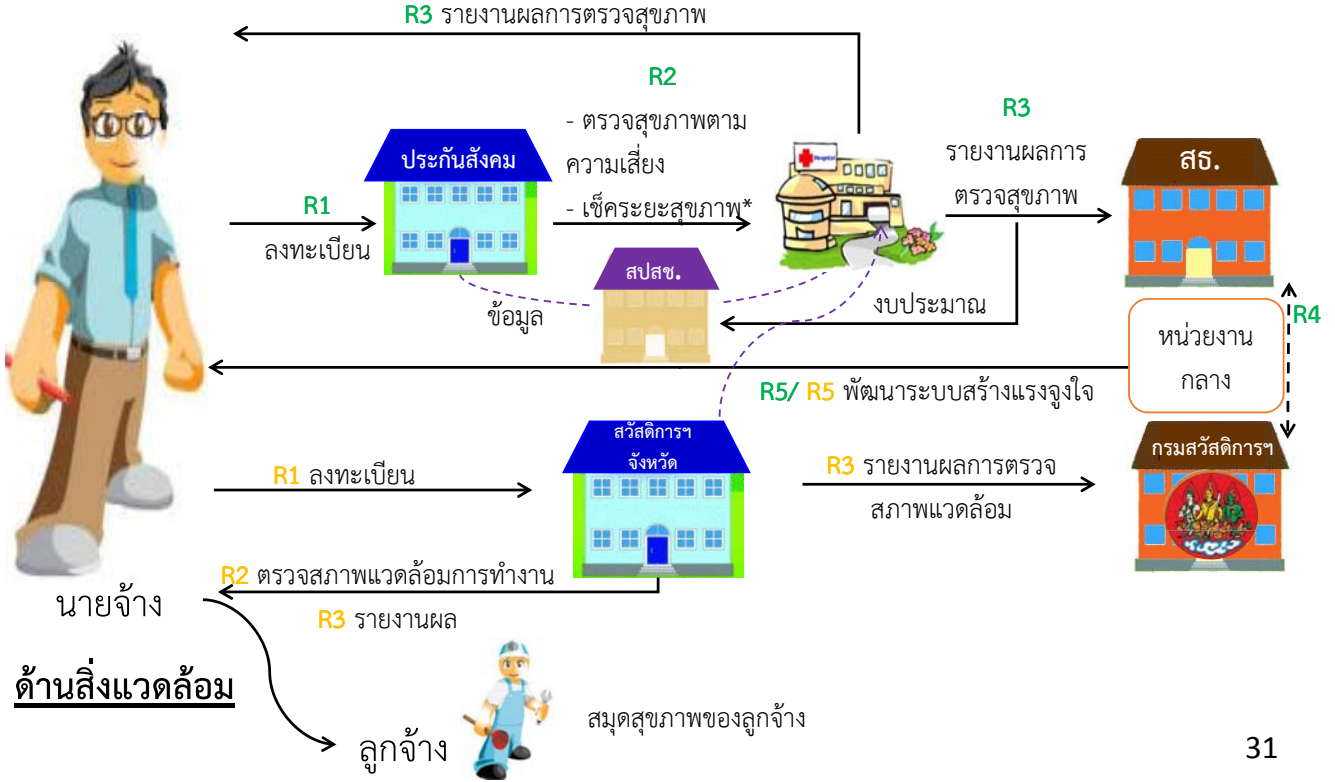 R3 รายงานผลการตรวจสุขภาพ
R2
- ตรวจสุขภาพตาม
ความเสี่ยง
- เช็คระยะสุขภาพ*
R3
รายงานผลการ
ตรวจสุขภาพ
ประกันสังคม
Hospital
สธ.
R1
ลงทะเบียน
สปสช.
ข้อมูล
งบประมาณ
R4
หน่วยงาน
กลาง
R5/ R5 พัฒนาระบบสร้างแรงจูงใจ
สวัสดิการฯ
จังหวัด
กรมสวัสดิการฯ
R1 ลงทะเบียน
R3 รายงานผลการตรวจ
สภาพแวดล้อม
R2 ตรวจสภาพแวดล้อมการทำงาน
R3 รายงานผล
นายจ้าง
ด้านสิ่งแวดล้อม
สมุดสุขภาพของลูกจ้าง
ลูกจ้าง
31